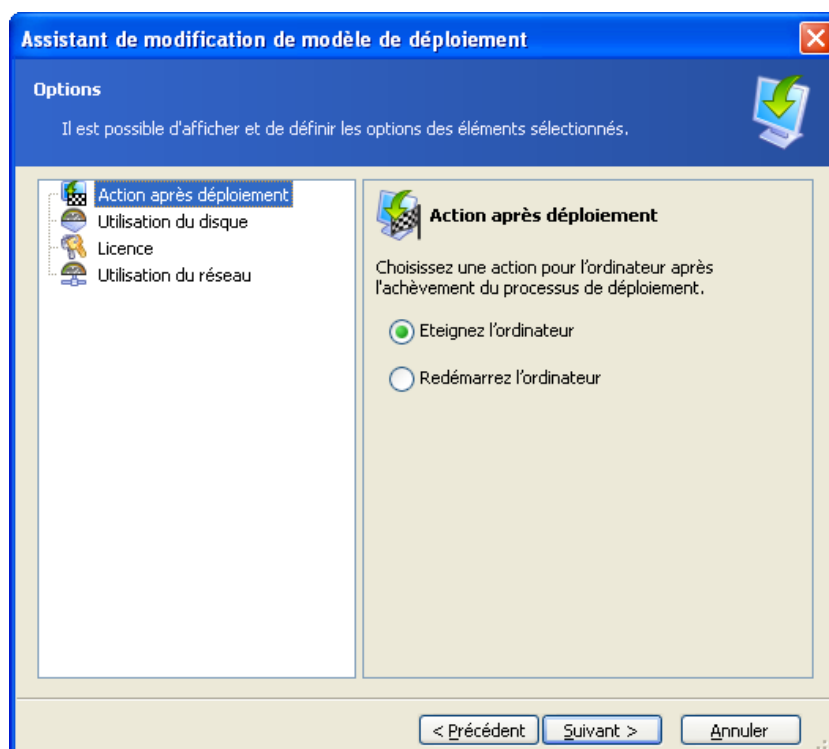 Assistant de modification de modèle de déploiement
Options
Il est possible d'afficher et de définir les options des éléments sélectionnés.
Action après déploiement
Utilisation du disque
Licence
Utilisation du réseau
Action après déploiement
Choisissez une action pour l'ordinateur après
l'achèvement du processus de déploiement.
Eteignez l'ordinateur
Redémarrez l'ordinateur
< Précédent
Suivant >
Annuler